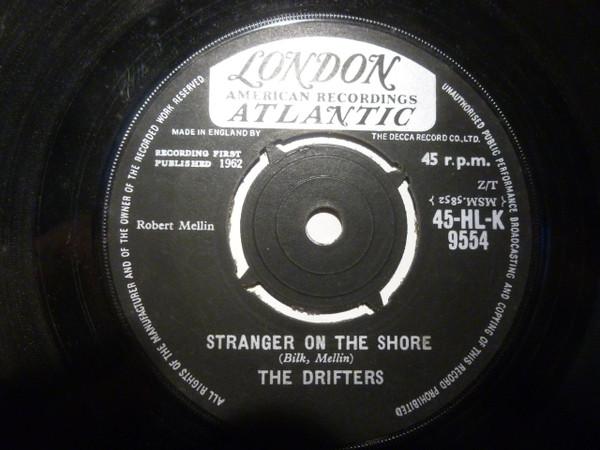 LONDON
AMERICAN RECORDINGS
ATLANTIC
MADE IN ENGLAND BY
THE DECCA RECORD CO., LTD.
RECORDING FIRST
PUBLISHED 1962
45 r.p.m.
T/Z
{ MSM.5852 }
45-HL-K
9554
Robert Mellin
STRANGER ON THE SHORE
(Bilk, Mellin)
THE DRIFTERS
ALL RIGHTS OF THE MANUFACTURER AND OF THE OWNER OF THE RECORDED WORK RESERVED
UNAUTHORISED PUBLIC PERFORMANCE BROADCASTING AND COPYING OF THIS RECORD PROHIBITED